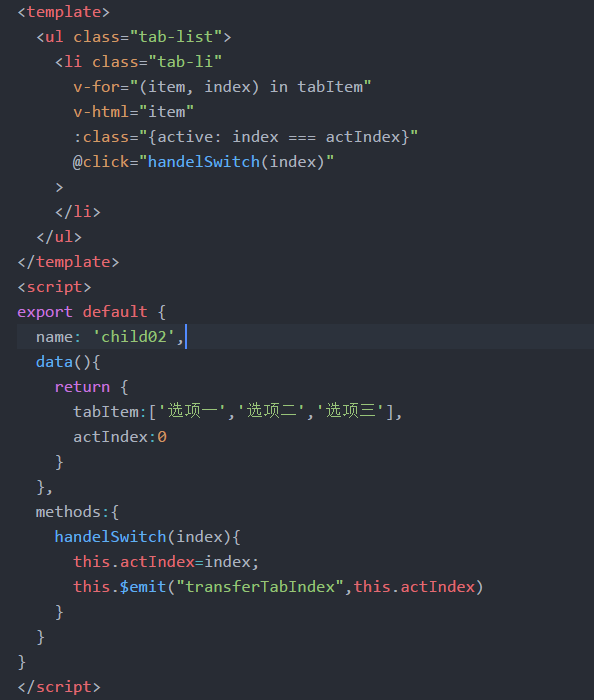 <template>
  <ul class="tab-list">
    <li class="tab-li"
      v-for="(item, index) in tabItem"
      v-html="item"
      :class="{active: index === actIndex}"
      @click="handelSwitch(index)"
    >
    </li>
  </ul>
</template>
<script>
export default {
  name: 'child02',
  data(){
    return {
      tabItem:['选项一','选项二','选项三'],
      actIndex:0
    }
  },
  methods:{
    handelSwitch(index){
      this.actIndex=index;
      this.$emit("transferTabIndex",this.actIndex)
    }
  }
}
</script>